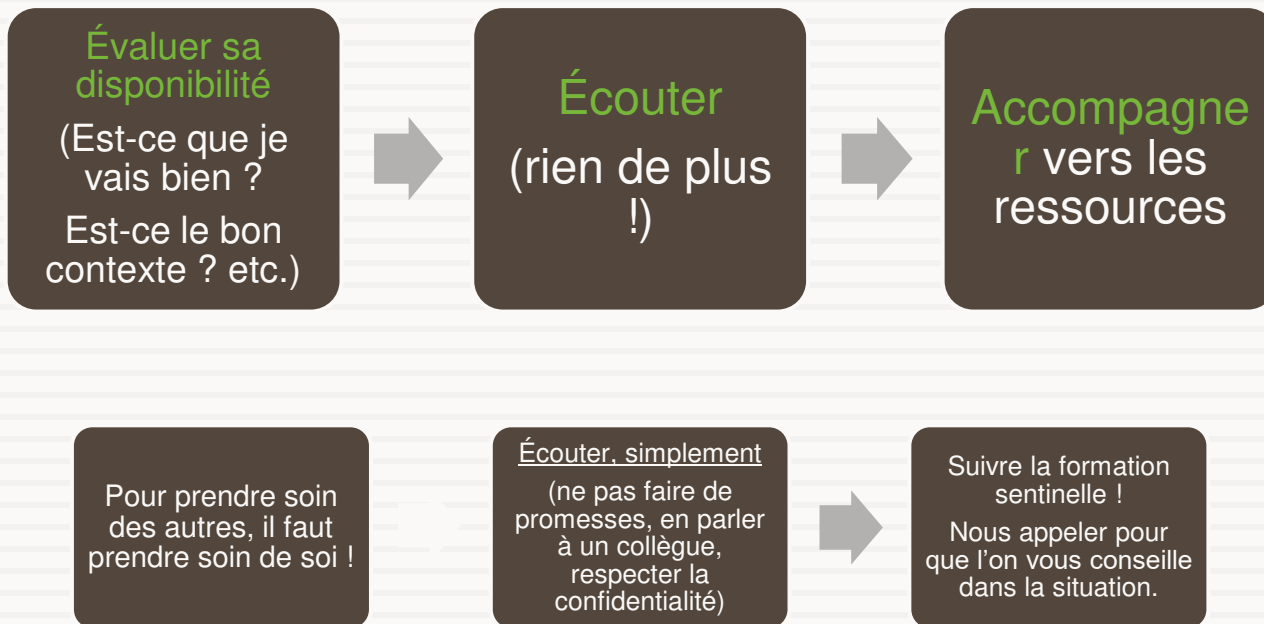 Évaluer sa
disponibilité
(Est-ce que je
vais bien ?
Est-ce le bon
contexte ? etc.)
Écouter
(rien de plus
!)
Accompagne
r vers les
ressources
Pour prendre soin
des autres, il faut
prendre soin de soi !
Écouter, simplement
(ne pas faire de
promesses, en parler
à un collègue,
respecter la
confidentialité)
Suivre la formation
sentinelle !
Nous appeler pour
que l'on vous conseille
dans la situation.